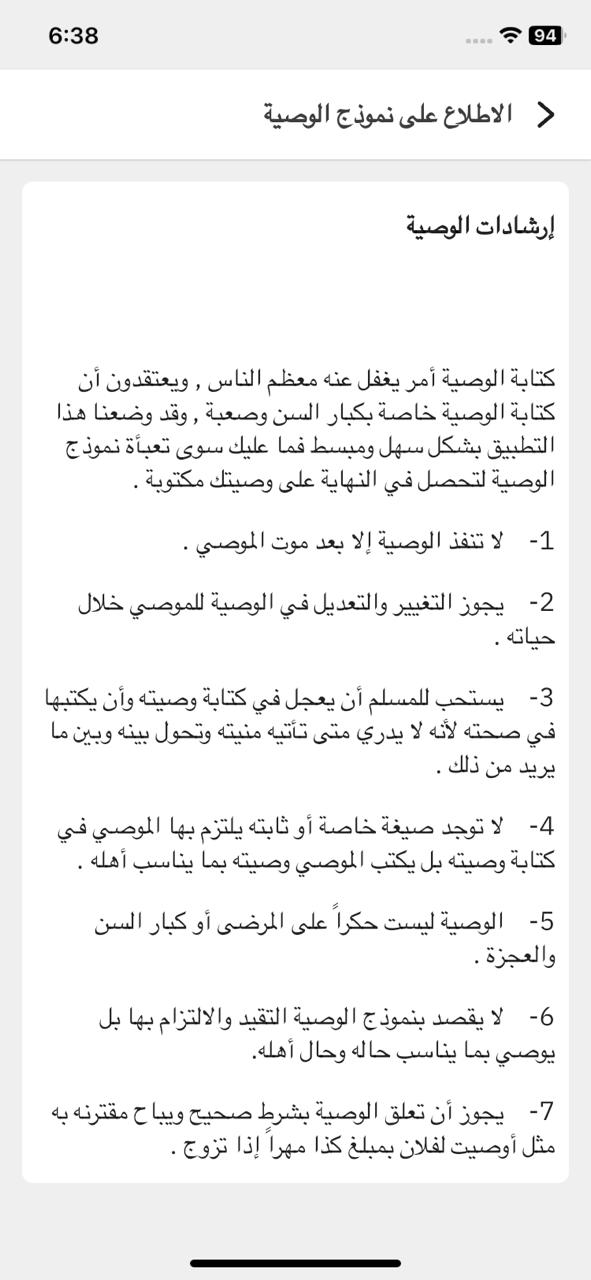 6:38
94
الاطلاع على نموذج الوصية
إرشادات الوصية
كتابة الوصية أمر يغفل عنه معظم الناس , ويعتقدون أن
كتابة الوصية خاصة بكبار السن وصعبة , وقد وضعنا هذا
التطبيق بشكل سهل ومبسط فما عليك سوى تعبأة نموذج
الوصية لتحصل في النهاية على وصيتك مكتوبة .
1- لا تنفذ الوصية إلا بعد موت الموصي .
2- يجوز التغيير والتعديل في الوصية للموصي خلال
حياته .
3- يستحب للمسلم أن يعجل في كتابة وصيته وأن يكتبها
في صحته لأنه لا يدري متى تأتيه منيته وتحول بينه وبين ما
يريد من ذلك .
4- لا توجد صيغة خاصة أو ثابته يلتزم بها الموصي في
كتابة وصيته بل يكتب الموصي وصيته بما يناسب أهله .
5- الوصية ليست حكراً على المرضى أو كبار السن
والعجزة .
6- لا يقصد بنموذج الوصية التقيد والالتزام بها بل
يوصي بما يناسب حاله وحال أهله.
7- يجوز أن تعلق الوصية بشرط صحيح ويباح مقترنه به
مثل أوصيت لفلان بمبلغ كذا مهراً إذا تزوج .